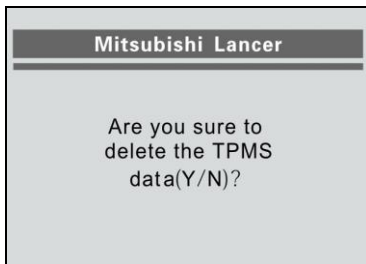 Mitsubishi Lancer
Are you sure to
delete the TPMS
data(Y/N)?